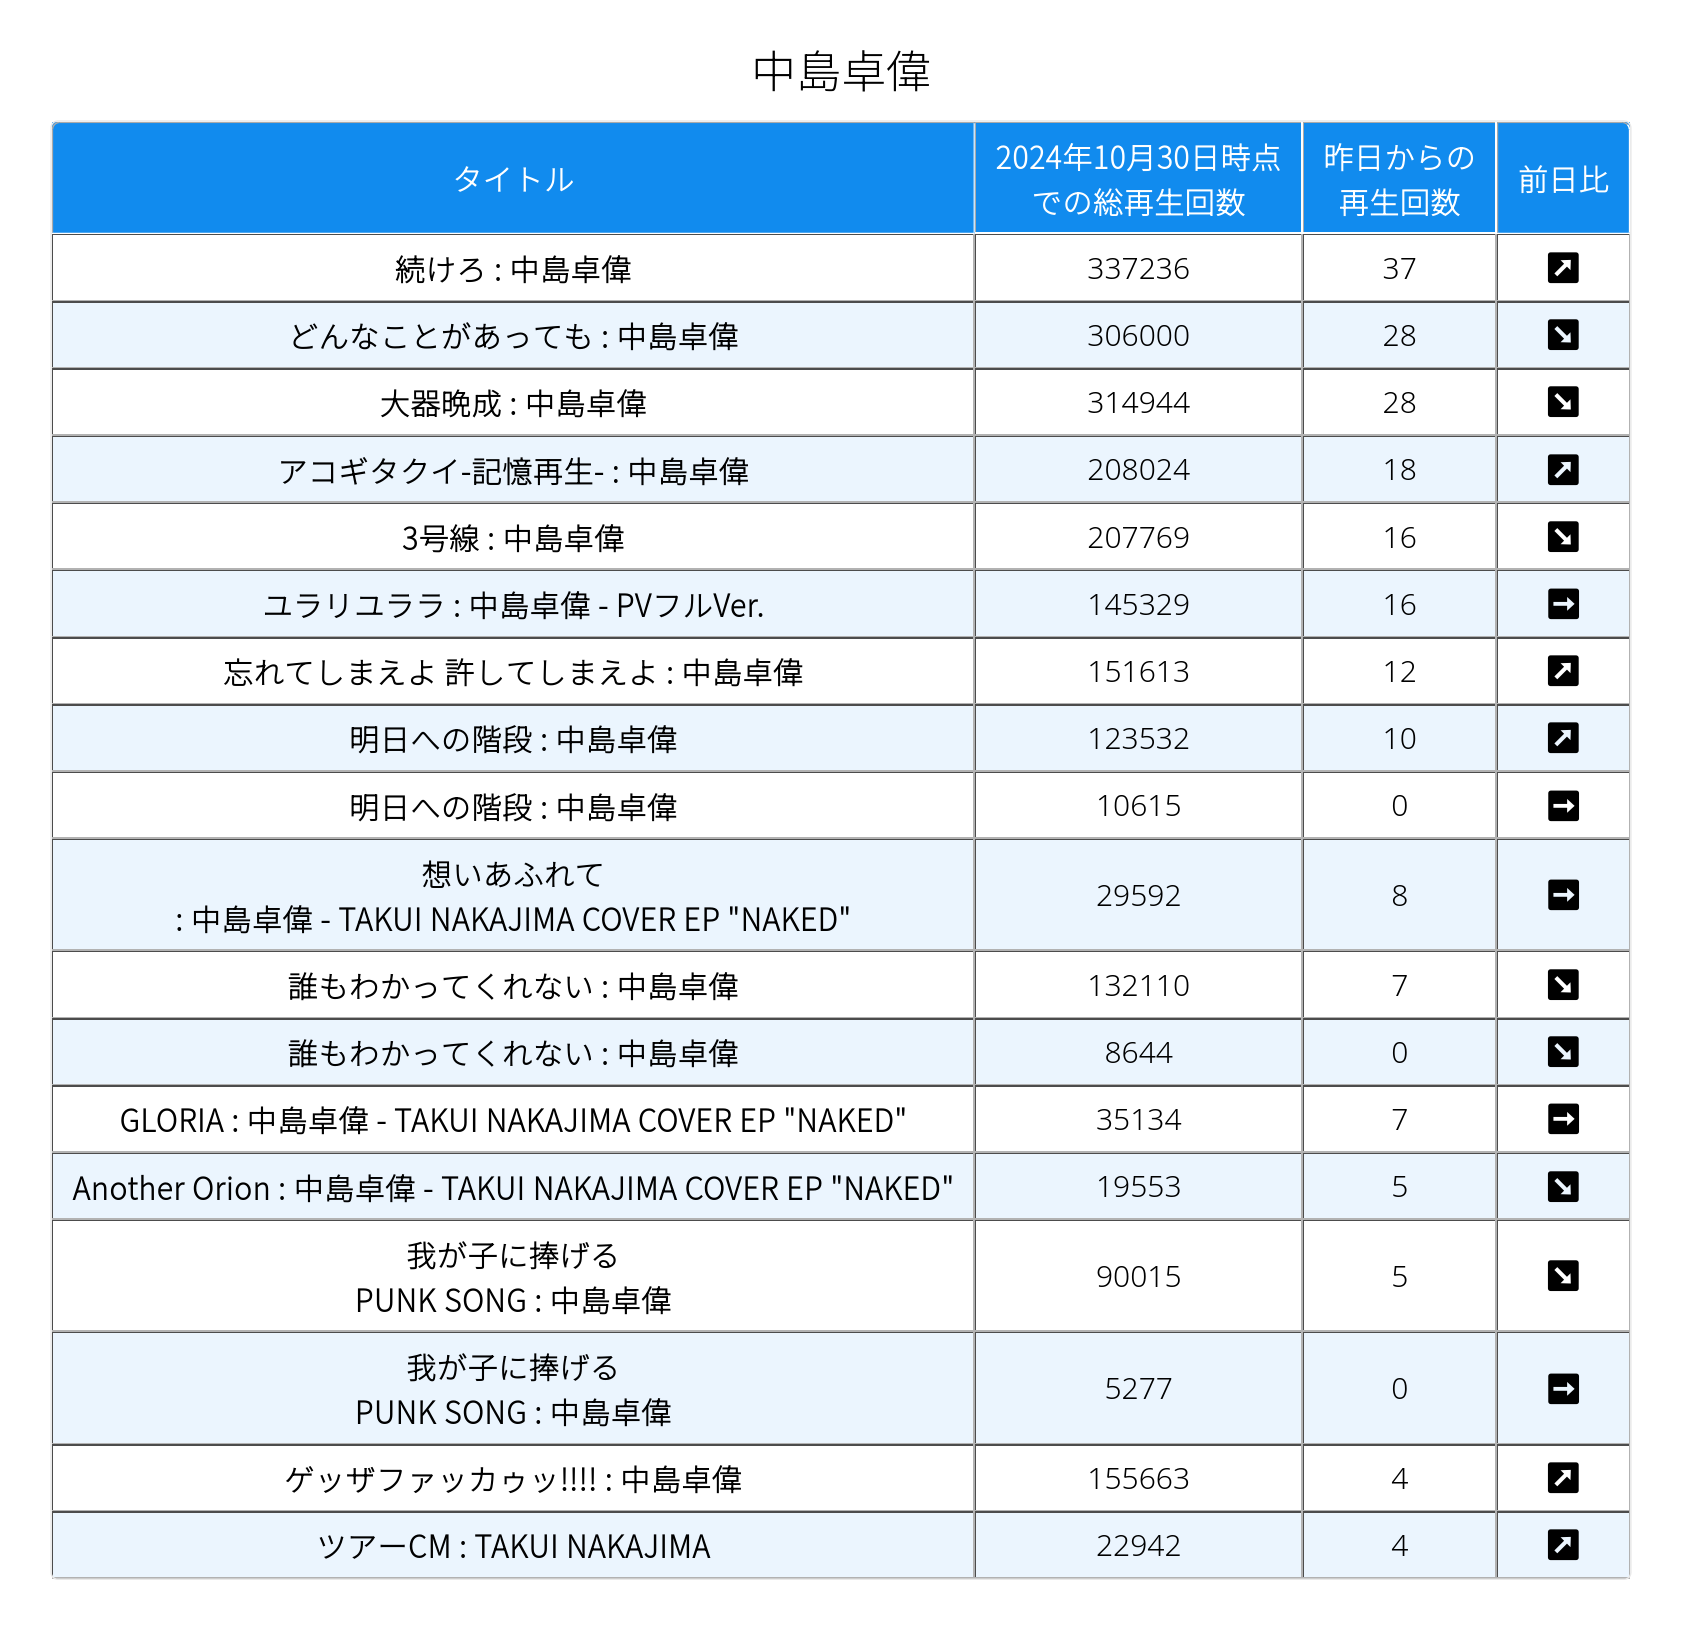 中島卓偉
タイトル
2024年10月30日時点
での総再生回数
昨日からの
再生回数
前日比
続けろ : 中島卓偉 337236 37
どんなことがあっても : 中島卓偉 306000 28
大器晩成 : 中島卓偉 314944 28
アコギタクイ-記憶再生- : 中島卓偉 208024 18
3号線 : 中島卓偉 207769 16
ユラリユララ : 中島卓偉 - PVフルVer. 145329 16
忘れてしまえよ 許してしまえよ : 中島卓偉 151613 12
明日への階段 : 中島卓偉 123532 10
明日への階段 : 中島卓偉 10615 0
想いあふれて
: 中島卓偉 - TAKUI NAKAJIMA COVER EP "NAKED" 29592 8
誰もわかってくれない : 中島卓偉 132110 7
誰もわかってくれない : 中島卓偉 8644 0
GLORIA : 中島卓偉 - TAKUI NAKAJIMA COVER EP "NAKED" 35134 7
Another Orion : 中島卓偉 - TAKUI NAKAJIMA COVER EP "NAKED" 19553 5
我が子に捧げる
PUNK SONG : 中島卓偉 90015 5
我が子に捧げる
PUNK SONG : 中島卓偉 5277 0
ゲッザファッカゥッ!!!! : 中島卓偉 155663 4
ツアーCM : TAKUI NAKAJIMA 22942 4